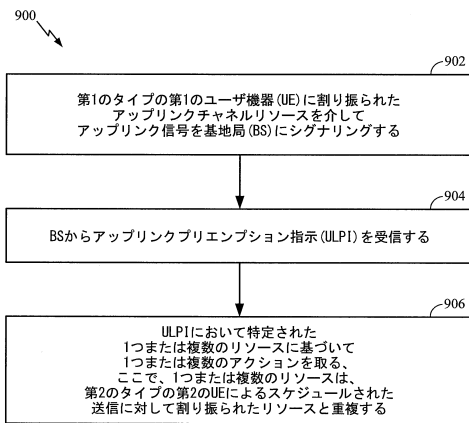 900
902
第1のタイプの第1のユーザ機器(UE)に割り振られた
アップリンクチャネルリソースを介して
アップリンク信号を基地局(BS)にシグナリングする
904
BSからアップリンクプリエンプション指示(ULPI)を受信する
906
ULPIにおいて特定された
1つまたは複数のリソースに基づいて
1つまたは複数のアクションを取る、
ここで、1つまたは複数のリソースは、
第2のタイプの第2のUEによるスケジュールされた
送信に対して割り振られたリソースと重複する